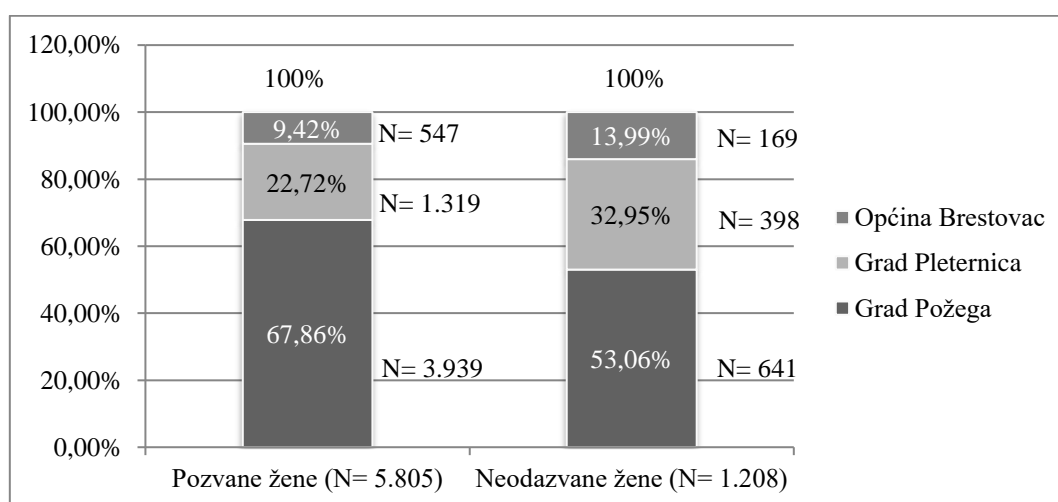 120,00%
100,00%
80,00%
60,00%
40,00%
20,00%
0,00%
100%
100%
9,42%
N= 547
13,99%
N= 169
22,72%
N= 1.319
32,95%
N= 398
67,86%
N= 3.939
53,06%
N= 641
Pozvane žene (N= 5.805)
Neodazvane žene (N= 1.208)
Općina Brestovac
Grad Pleternica
Grad Požega